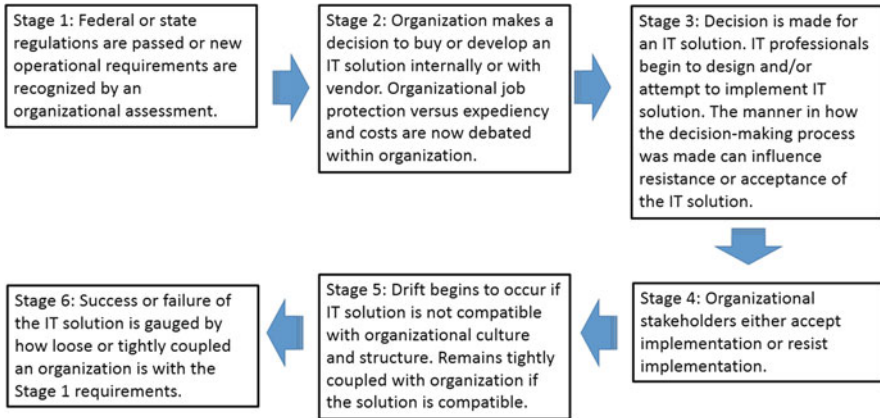 Stage 1: Federal or state
regulations are passed or new
operational requirements are
recognized by an
organizational assessment.
Stage 2: Organization makes a
decision to buy or develop an
IT solution internally or with
vendor. Organizational job
protection versus expediency
and costs are now debated
within organization.
Stage 3: Decision is made for
an IT solution. IT professionals
begin to design and/or
attempt to implement IT
solution. The manner in how
the decision-making process
was made can influence
resistance or acceptance of
the IT solution.
Stage 4: Organizational
stakeholders either accept
implementation or resist
implementation.
Stage 5: Drift begins to occur if
IT solution is not compatible
with organizational culture
and structure. Remains tightly
coupled with organization if
the solution is compatible.
Stage 6: Success or failure of
the IT solution is gauged by
how loose or tightly coupled
an organization is with the
Stage 1 requirements.